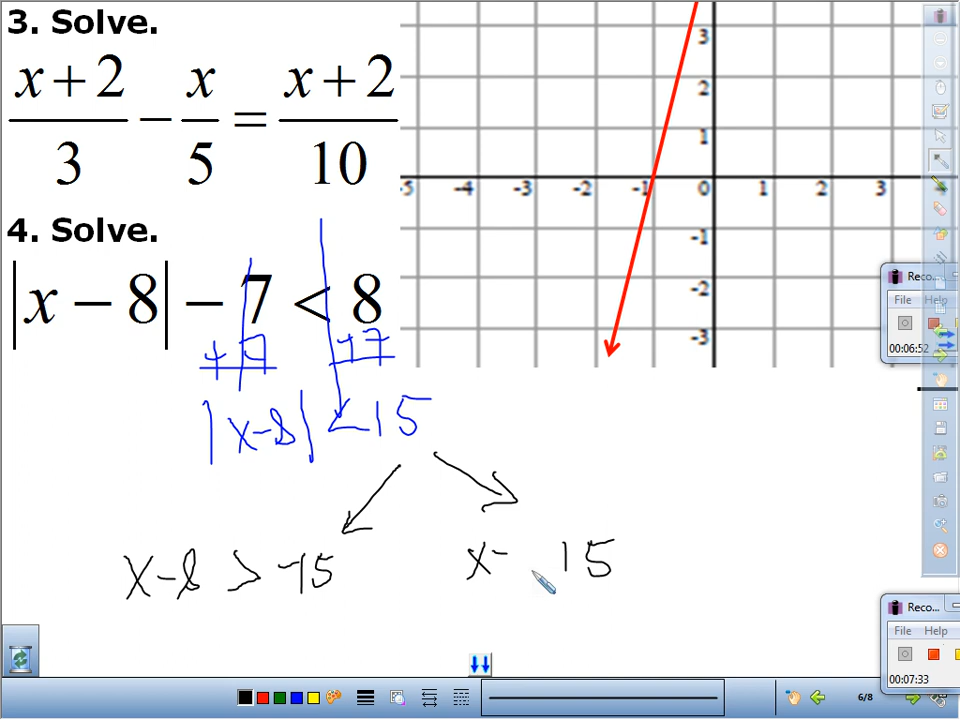 3. Solve.
x + 2 / 3 − x / 5 = x + 2 / 10
4. Solve.
|x − 8| − 7 < 8
+7 +7
|x-8| < 15
x-8 > -15
x- 15
3
2
1
-5 -4 -3 -2 -1 0 1 2 3
-1
-2
-3
Reco...
File Help
00:06:52
Reco...
File Help
00:07:33
6/8